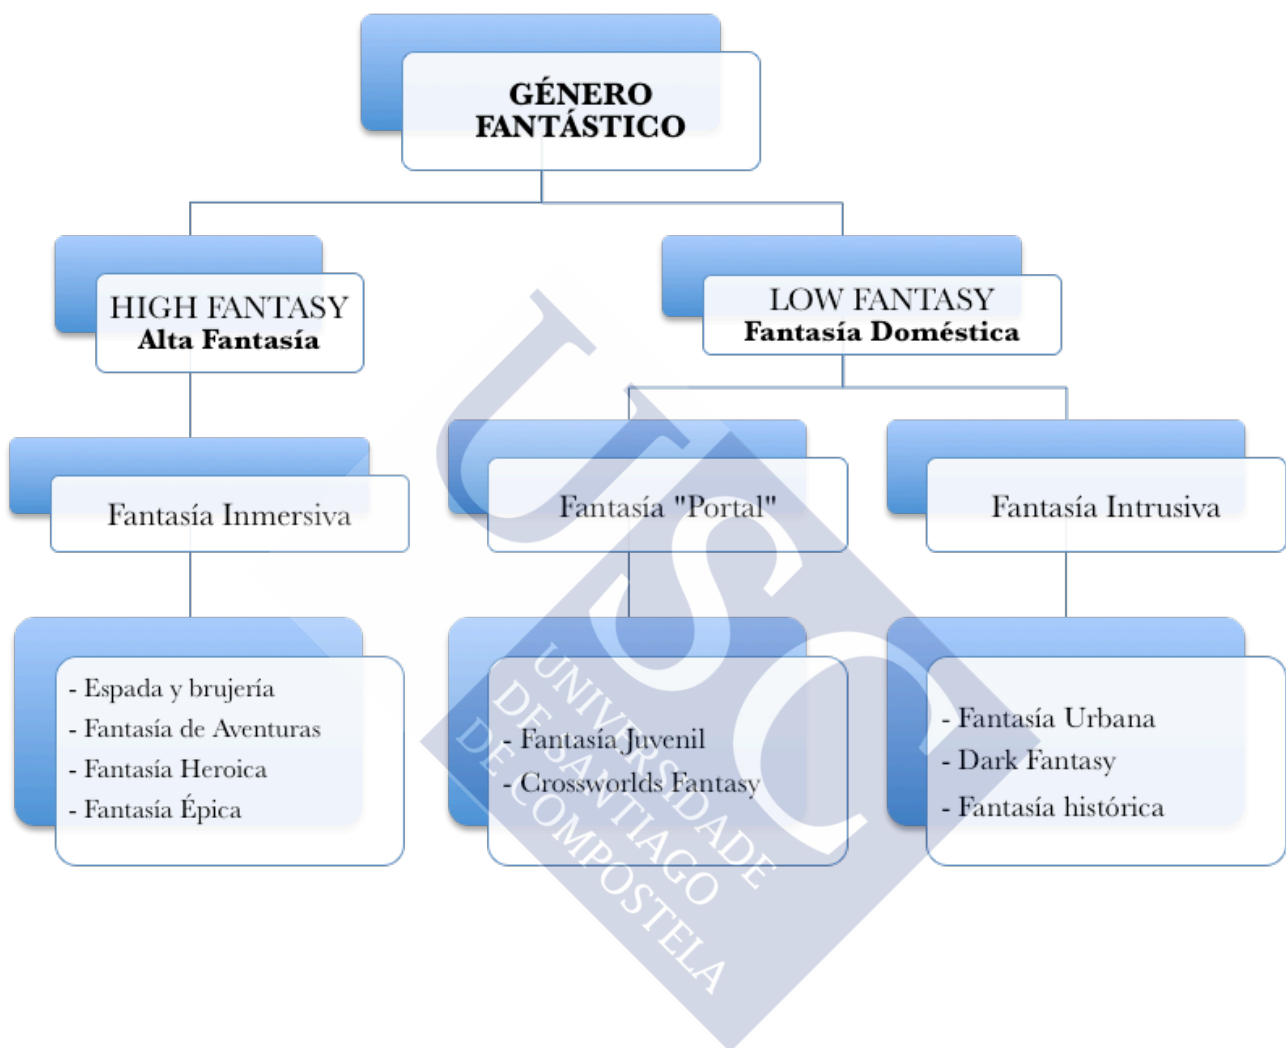 GÉNERO
FANTÁSTICO
HIGH FANTASY
Alta Fantasía
LOW FANTASY
Fantasía Doméstica
Fantasía Inmersiva
Fantasía "Portal"
Fantasía Intrusiva
- Espada y brujería
- Fantasía de Aventuras
- Fantasía Heroica
- Fantasía Épica
- Fantasía Juvenil
- Crossworlds Fantasy
- Fantasía Urbana
- Dark Fantasy
- Fantasía histórica
USC
UNIVERSIDADE
DE SANTIAGO
DE COMPOSTELA